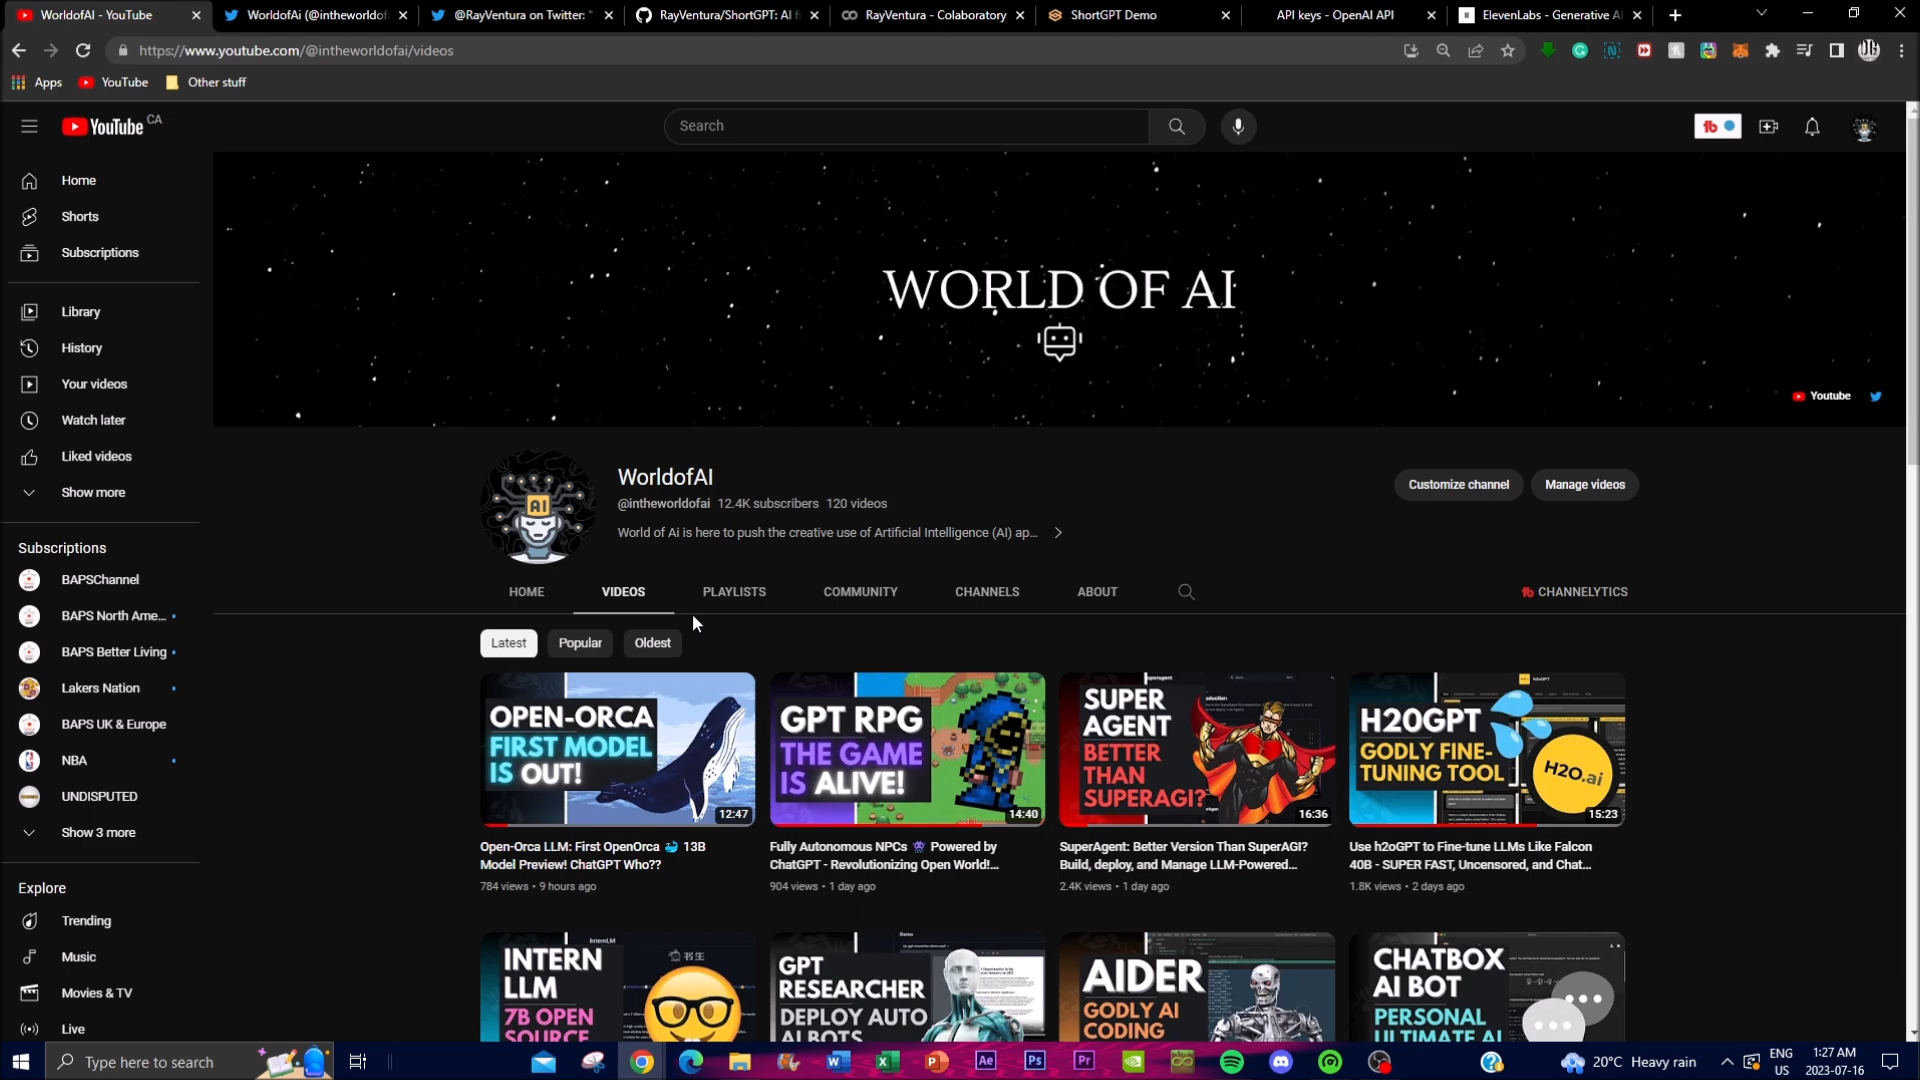 WorldofAI - YouTube
WorldofAi (@intheworldof
@RayVentura on Twitter: "
RayVentura/ShortGPT: AI f
RayVentura - Colaboratory
ShortGPT Demo
API keys - OpenAI API
ElevenLabs - Generative AI
https://www.youtube.com/@intheworldofai/videos
Apps
YouTube
Other stuff
YouTube CA
Search
Home
Shorts
Subscriptions
Library
History
Your videos
Watch later
Liked videos
Show more
Subscriptions
BAPSChannel
BAPS North Ame...
BAPS Better Living
Lakers Nation
BAPS UK & Europe
NBA
UNDISPUTED
Show 3 more
Explore
Trending
Music
Movies & TV
Live
WORLD OF AI
Youtube
AI
WorldofAI
@intheworldofai 12.4K subscribers 120 videos
World of Ai is here to push the creative use of Artificial Intelligence (AI) ap...
Customize channel
Manage videos
HOME
VIDEOS
PLAYLISTS
COMMUNITY
CHANNELS
ABOUT
CHANNELYTICS
Latest
Popular
Oldest
OPEN-ORCA
FIRST MODEL
IS OUT!
12:47
Open-Orca LLM: First OpenOrca 13B
Model Preview! ChatGPT Who??
784 views • 9 hours ago
GPT RPG
THE GAME
IS ALIVE!
14:40
Fully Autonomous NPCs Powered by
ChatGPT - Revolutionizing Open World!...
904 views • 1 day ago
SUPER
AGENT
BETTER
THAN
SUPERAGI?
16:36
SuperAgent: Better Version Than SuperAGI?
Build, deploy, and Manage LLM-Powered...
2.4K views • 1 day ago
H20GPT
GODLY FINE-
TUNING TOOL
H2O.ai
15:23
Use h2oGPT to Fine-tune LLMs Like Falcon
40B - SUPER FAST, Uncensored, and Chat...
1.8K views • 2 days ago
InternLM
INTERN
LLM
7B OPEN
SOURCE
书生
Demo
GPT
RESEARCHER
DEPLOY AUTO
AI BOTS
AIDER
GODLY AI
CODING
CHATBOX
AI BOT
PERSONAL
ULTIMATE AI
Type here to search
20°C Heavy rain
ENG
US
1:27 AM
2023-07-16